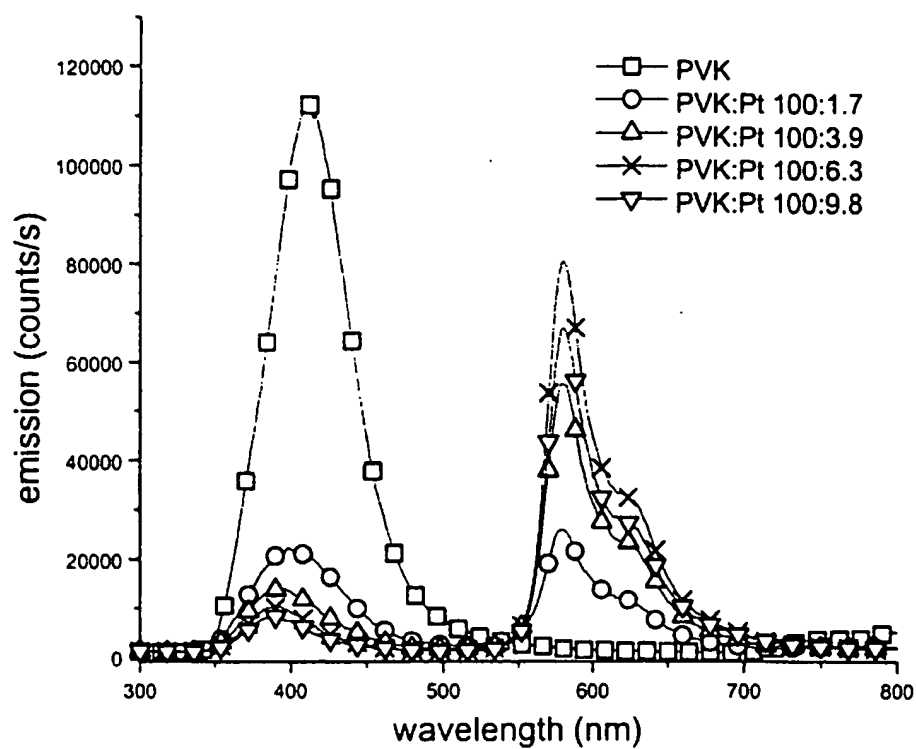 120000
100000
80000
60000
40000
20000
0
emission (counts/s)
PVK
PVK:Pt 100:1.7
PVK:Pt 100:3.9
PVK:Pt 100:6.3
PVK:Pt 100:9.8
300 400 500 600 700 800
wavelength (nm)